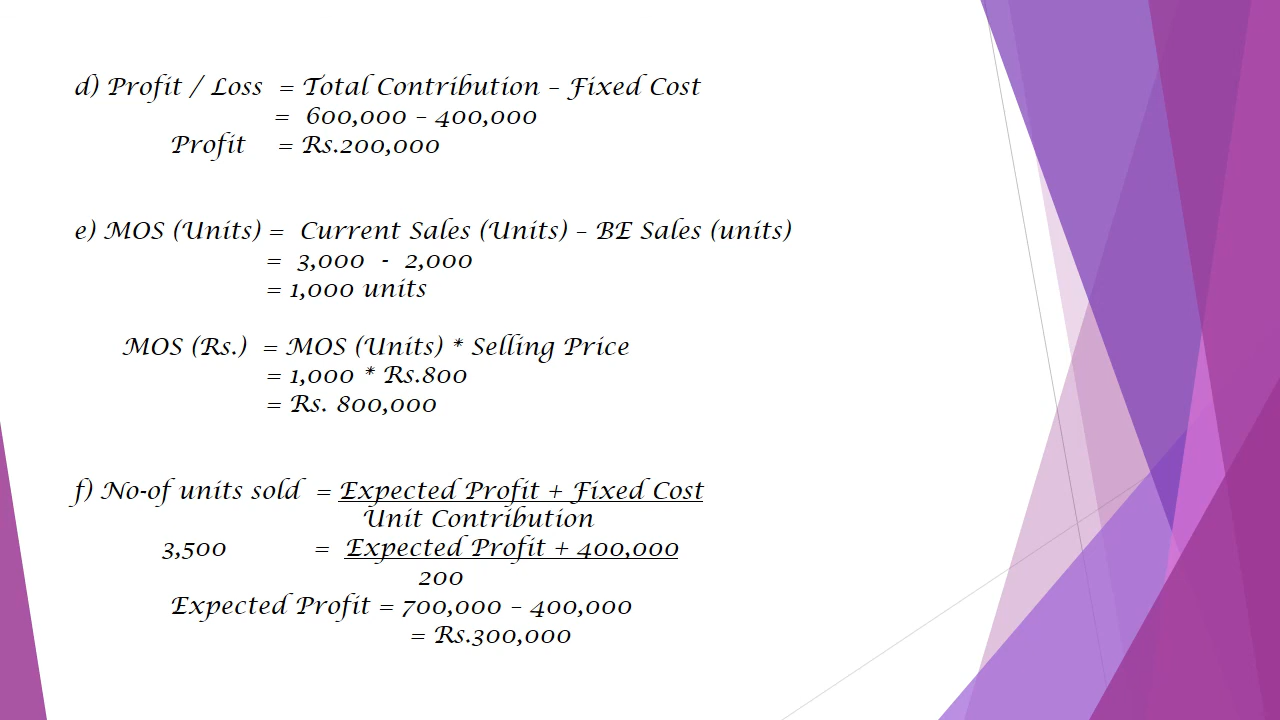 d) Profit / Loss = Total Contribution – Fixed Cost
= 600,000 – 400,000
Profit = Rs.200,000
e) MOS (Units) = Current Sales (Units) – BE Sales (units)
= 3,000 - 2,000
= 1,000 units
MOS (Rs.) = MOS (Units) * Selling Price
= 1,000 * Rs.800
= Rs. 800,000
f) No-of units sold = Expected Profit + Fixed Cost
Unit Contribution
3,500 = Expected Profit + 400,000
200
Expected Profit = 700,000 – 400,000
= Rs.300,000